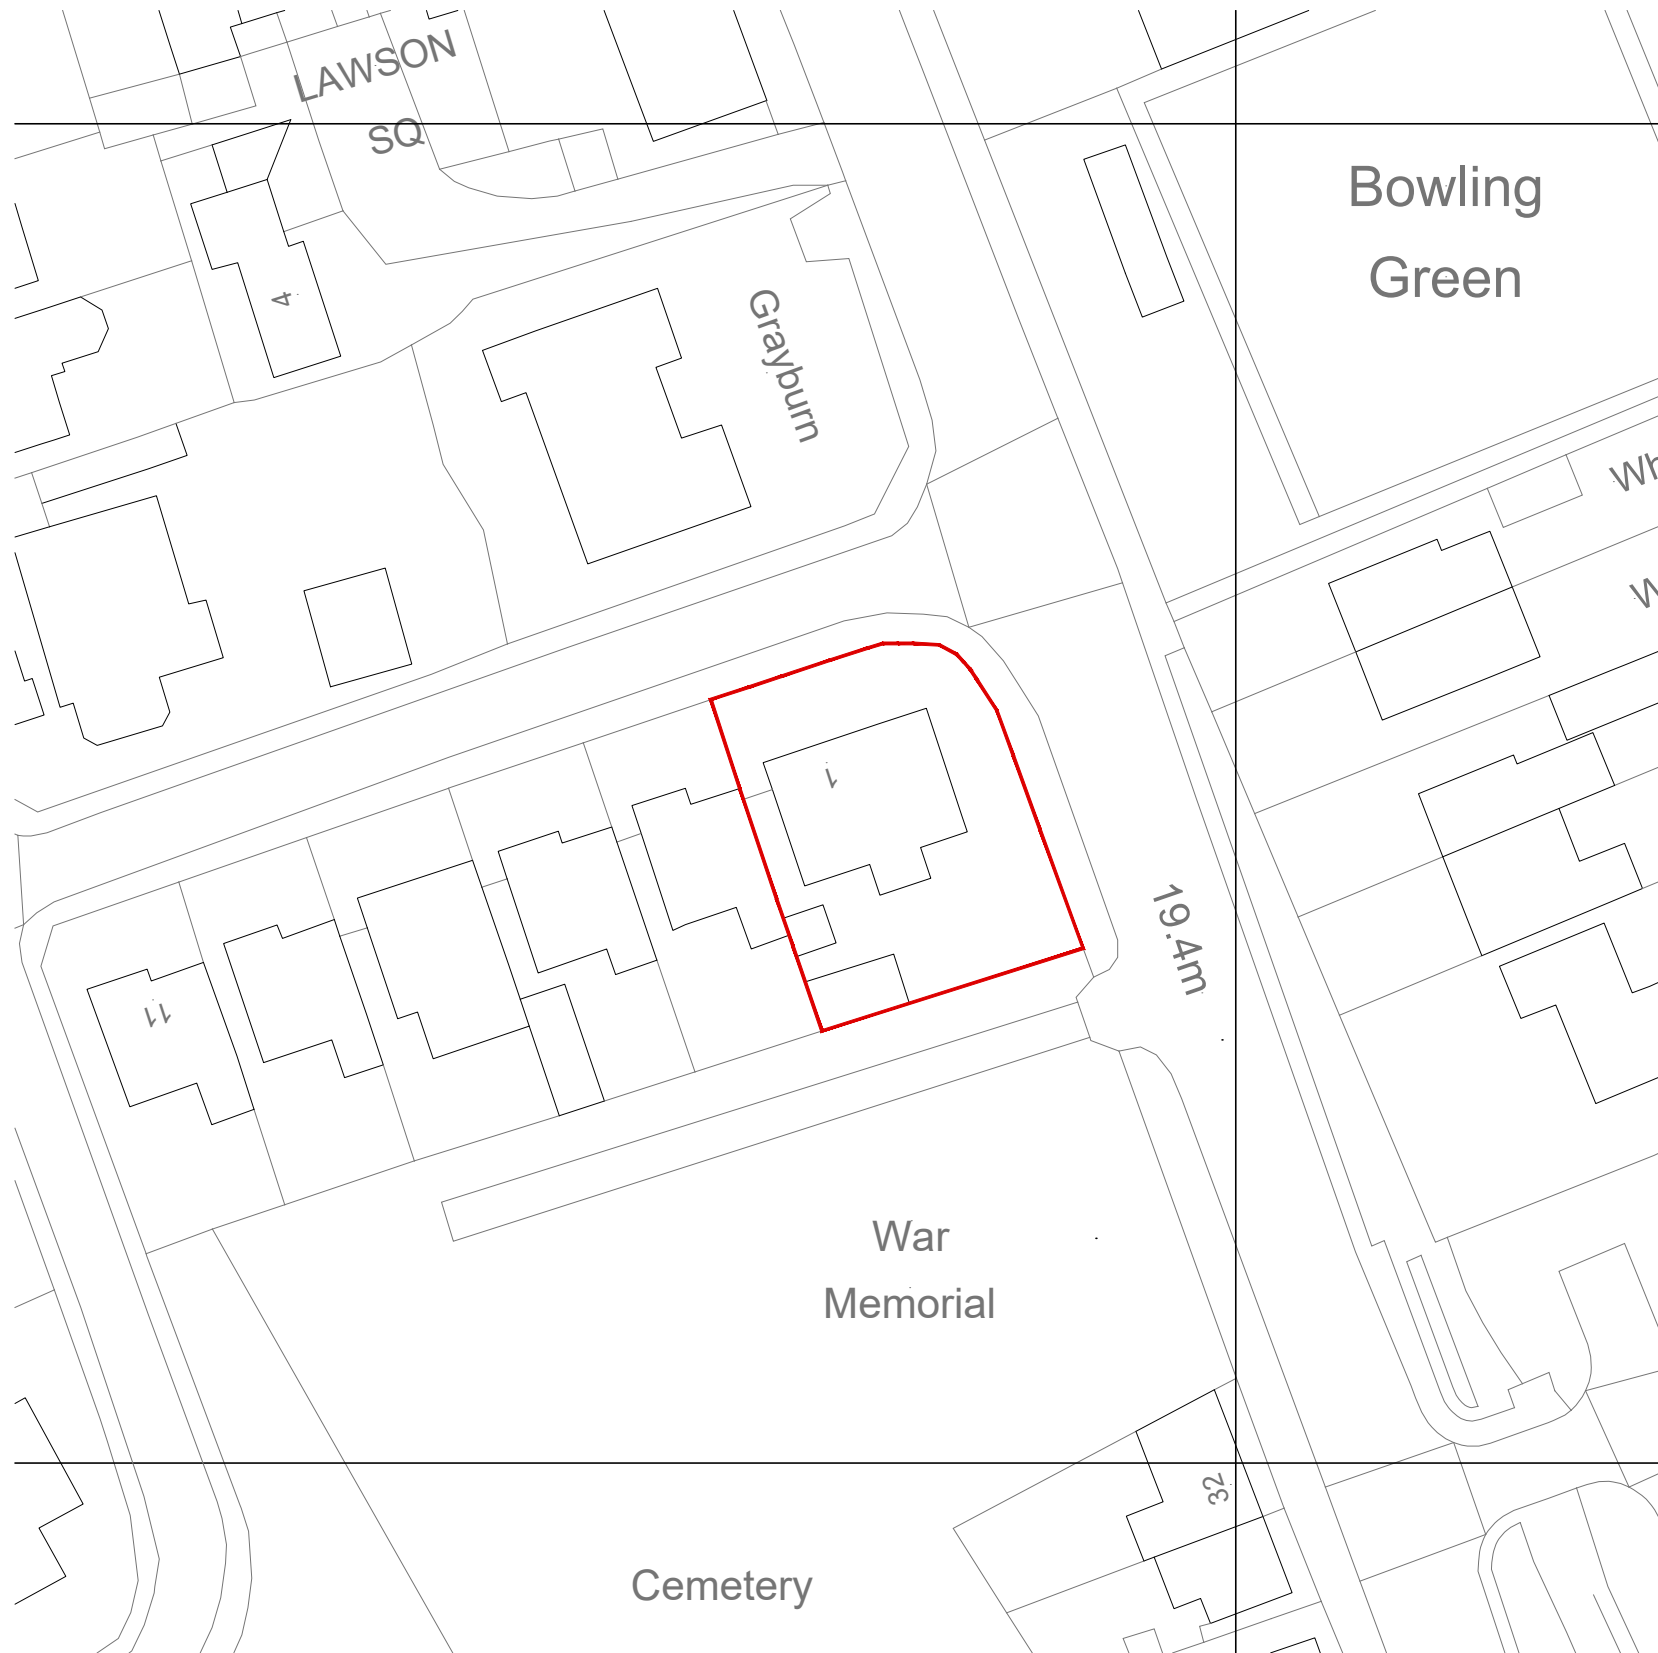 LAWSON
SQ
Bowling
Green
4
Grayburn
1
19.4m
11
War
Memorial
32
Cemetery